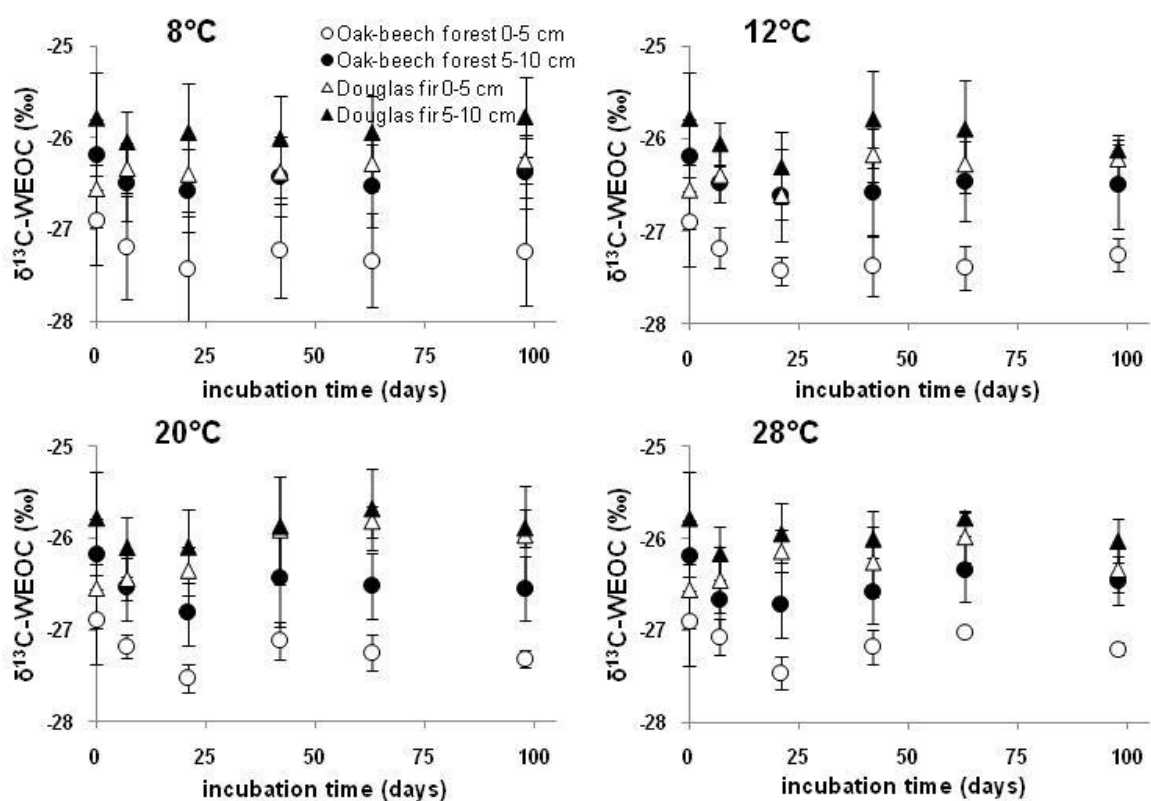 8°C
12°C
Oak-beech forest 0-5 cm
Oak-beech forest 5-10 cm
Douglas fir 0-5 cm
Douglas fir 5-10 cm
δ¹³C-WEOC (‰)
-25
-26
-27
-28
0 25 50 75 100
incubation time (days)
δ¹³C-WEOC (‰)
-25
-26
-27
-28
0 25 50 75 100
incubation time (days)
20°C
28°C
δ¹³C-WEOC (‰)
-25
-26
-27
-28
0 25 50 75 100
incubation time (days)
δ¹³C-WEOC (‰)
-25
-26
-27
-28
0 25 50 75 100
incubation time (days)